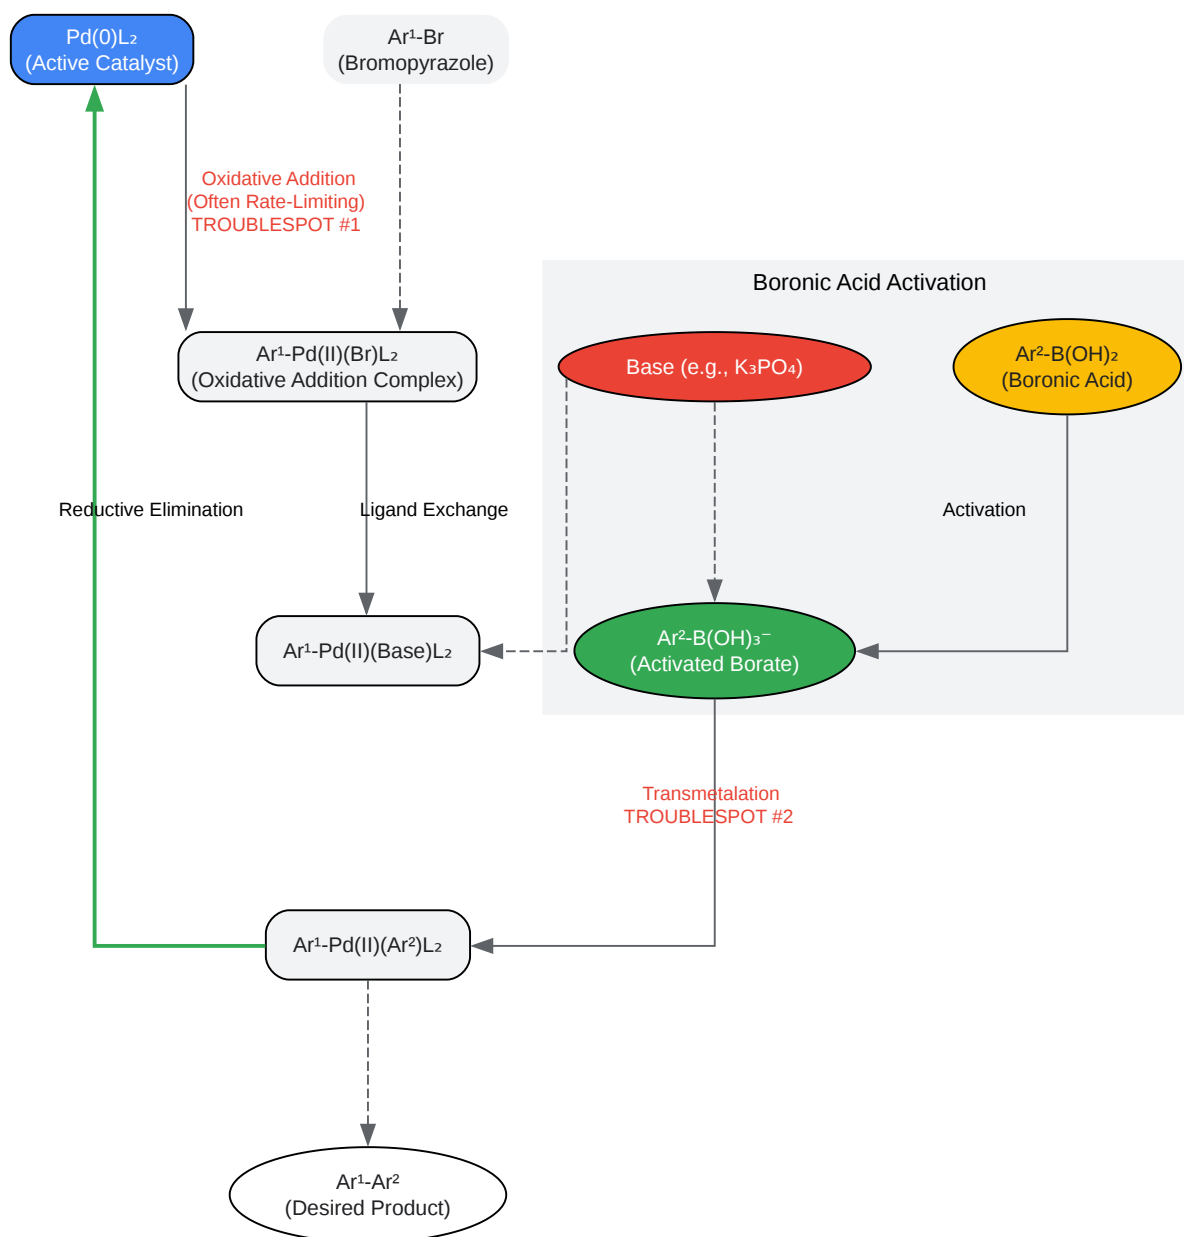 Pd(0)L₂
(Active Catalyst)
Ar¹-Br
(Bromopyrazole)
Oxidative Addition
(Often Rate-Limiting)
TROUBLESPOT #1
Boronic Acid Activation
Ar¹-Pd(II)(Br)L₂
(Oxidative Addition Complex)
Base (e.g., K₃PO₄)
Ar²-B(OH)₂
(Boronic Acid)
Reductive Elimination
Ligand Exchange
Activation
Ar¹-Pd(II)(Base)L₂
Ar²-B(OH)₃⁻
(Activated Borate)
Transmetalation
TROUBLESPOT #2
Ar¹-Pd(II)(Ar²)L₂
Ar¹-Ar²
(Desired Product)